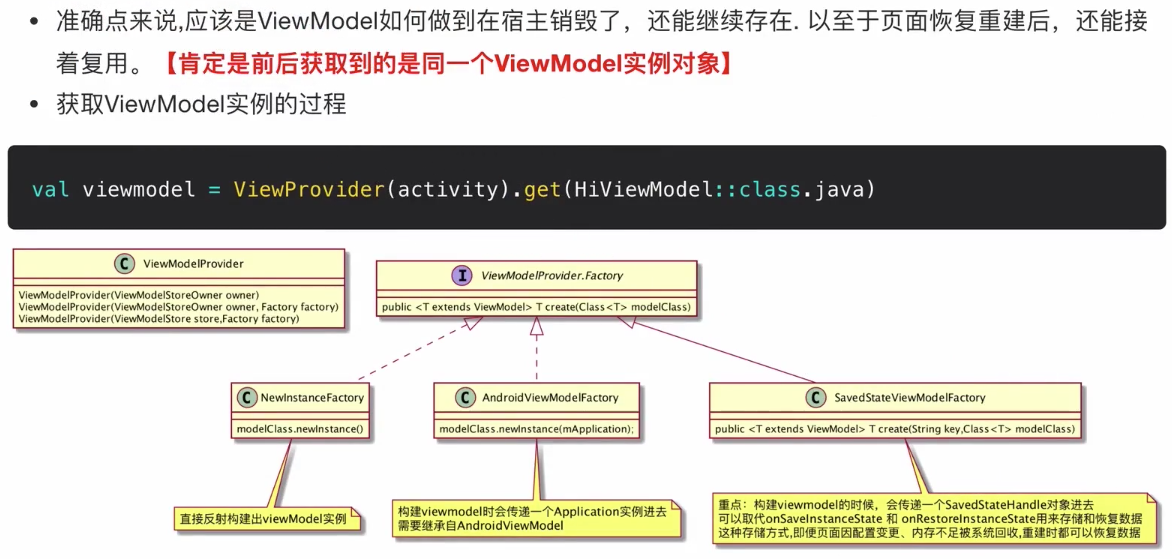 准确点来说,应该是ViewModel如何做到在宿主销毁了，还能继续存在. 以至于页面恢复重建后，还能接
着复用。【肯定是前后获取到的是同一个ViewModel实例对象】
获取ViewModel实例的过程
val viewmodel = ViewProvider(activity).get(HiViewModel::class.java)
C ViewModelProvider
ViewModelProvider(ViewModelStoreOwner owner)
ViewModelProvider(ViewModelStoreOwner owner, Factory factory)
ViewModelProvider(ViewModelStore store,Factory factory)
I ViewModelProvider.Factory
public <T extends ViewModel> T create(Class<T> modelClass)
C NewInstanceFactory
modelClass.newInstance()
C AndroidViewModelFactory
modelClass.newInstance(mApplication);
C SavedStateViewModelFactory
public <T extends ViewModel> T create(String key,Class<T> modelClass)
直接反射构建出viewModel实例
构建viewmodel时会传递一个Application实例进去
需要继承自AndroidViewModel
重点：构建viewmodel的时候，会传递一个SavedStateHandle对象进去
可以取代onSaveInstanceState 和 onRestoreInstanceState用来存储和恢复数据
这种存储方式,即便页面因配置变更、内存不足被系统回收,重建时都可以恢复数据